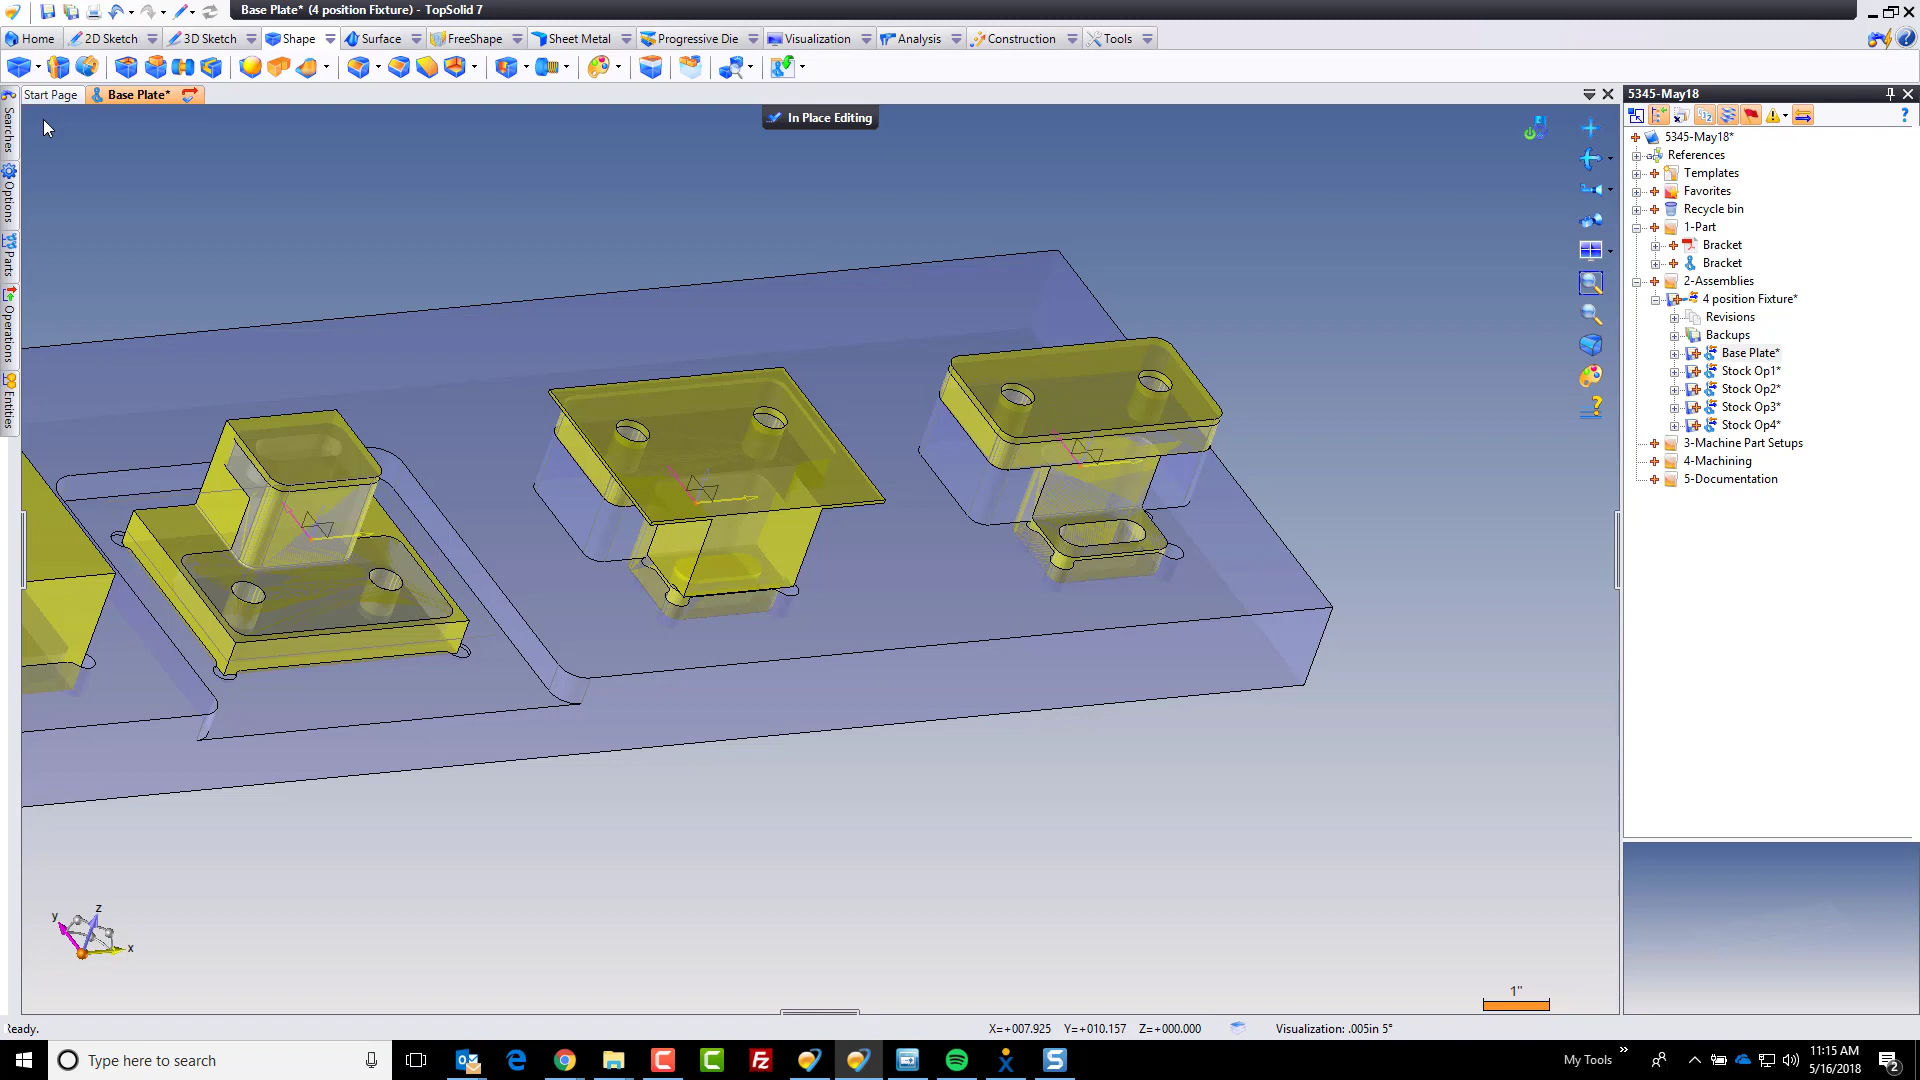 Base Plate* (4 position Fixture) - TopSolid 7
Home 2D Sketch 3D Sketch Shape Surface FreeShape Sheet Metal Progressive Die Visualization Analysis Construction Tools
Start Page Base Plate*
In Place Editing
Searches
Options
Parts
Operations
Entities
5345-May18
5345-May18*
References
Templates
Favorites
Recycle bin
1-Part
Bracket
Bracket
2-Assemblies
4 position Fixture*
Revisions
Backups
Base Plate*
Stock Op1*
Stock Op2*
Stock Op3*
Stock Op4*
3-Machine Part Setups
4-Machining
5-Documentation
z
y
x
1"
Ready.
X=+007.925 Y=+010.157 Z=+000.000 Visualization: .005in 5°
Type here to search
My Tools
11:15 AM
5/16/2018
2